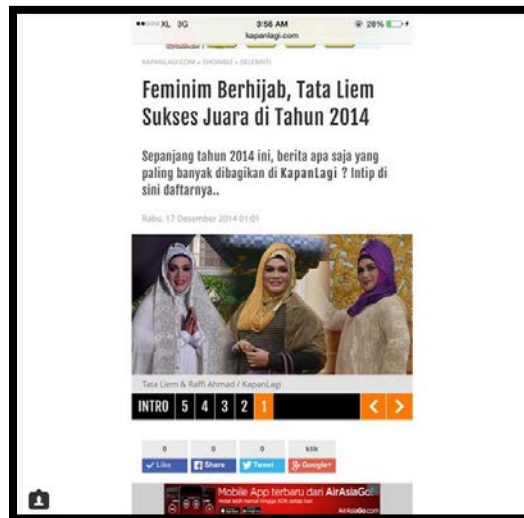 XL 3G 3:56 AM 28%
kapanlagi.com
KAPANLAGI.COM » SHOWBIZ » SELEBRITI
Feminim Berhijab, Tata Liem
Sukses Juara di Tahun 2014
Sepanjang tahun 2014 ini, berita apa saja yang
paling banyak dibagikan di KapanLagi ? Intip di
sini daftarnya..
Rabu, 17 Desember 2014 01:01
Tata Liem & Raffi Ahmad / KapanLagi
INTRO 5 4 3 2 1
0 0 0 klik
Like Share Tweet Google+
Mobile App terbaru dari AirAsiaGo!
AirAsiaGo.com